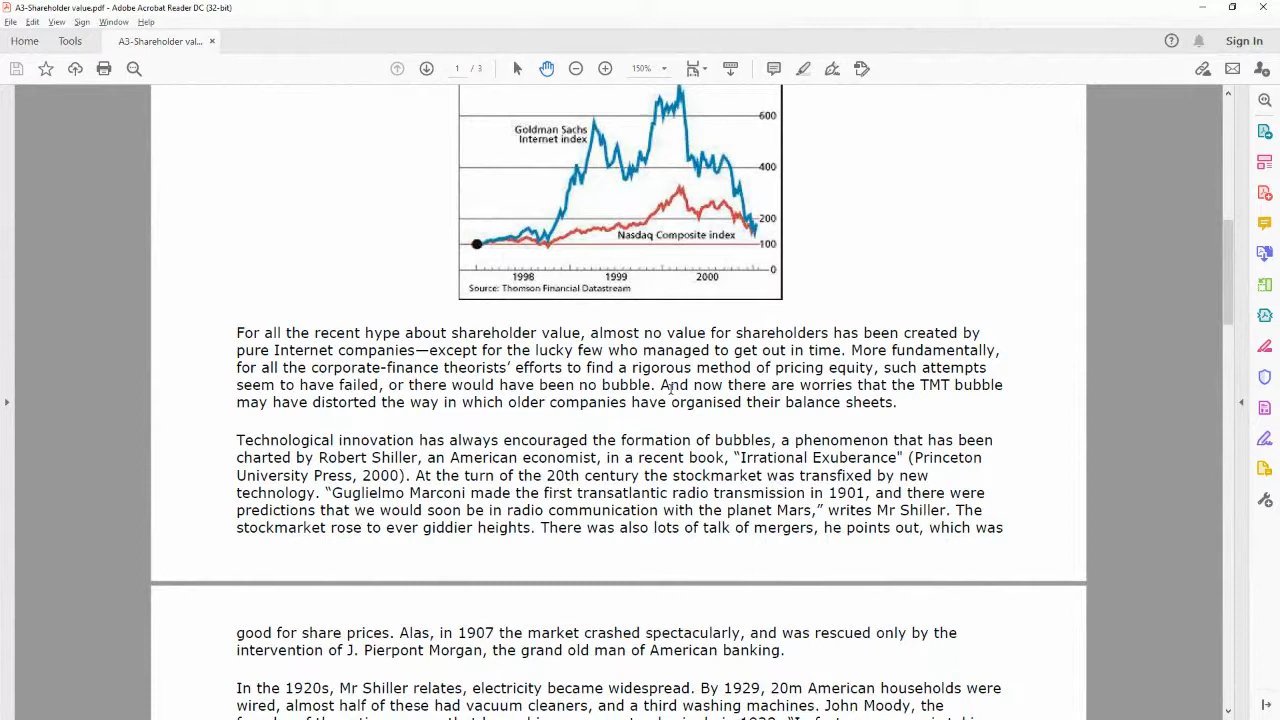 A3-Shareholder value.pdf - Adobe Acrobat Reader DC (32-bit)
File Edit View Sign Window Help
Home Tools A3-Shareholder val... × Sign In
1 / 3 150%
600
Goldman Sachs
Internet index
400
200
Nasdaq Composite index
100
0
1998 1999 2000
Source: Thomson Financial Datastream
For all the recent hype about shareholder value, almost no value for shareholders has been created by
pure Internet companies—except for the lucky few who managed to get out in time. More fundamentally,
for all the corporate-finance theorists’ efforts to find a rigorous method of pricing equity, such attempts
seem to have failed, or there would have been no bubble. And now there are worries that the TMT bubble
may have distorted the way in which older companies have organised their balance sheets.
Technological innovation has always encouraged the formation of bubbles, a phenomenon that has been
charted by Robert Shiller, an American economist, in a recent book, “Irrational Exuberance" (Princeton
University Press, 2000). At the turn of the 20th century the stockmarket was transfixed by new
technology. “Guglielmo Marconi made the first transatlantic radio transmission in 1901, and there were
predictions that we would soon be in radio communication with the planet Mars,” writes Mr Shiller. The
stockmarket rose to ever giddier heights. There was also lots of talk of mergers, he points out, which was
good for share prices. Alas, in 1907 the market crashed spectacularly, and was rescued only by the
intervention of J. Pierpont Morgan, the grand old man of American banking.
In the 1920s, Mr Shiller relates, electricity became widespread. By 1929, 20m American households were
wired, almost half of these had vacuum cleaners, and a third washing machines. John Moody, the